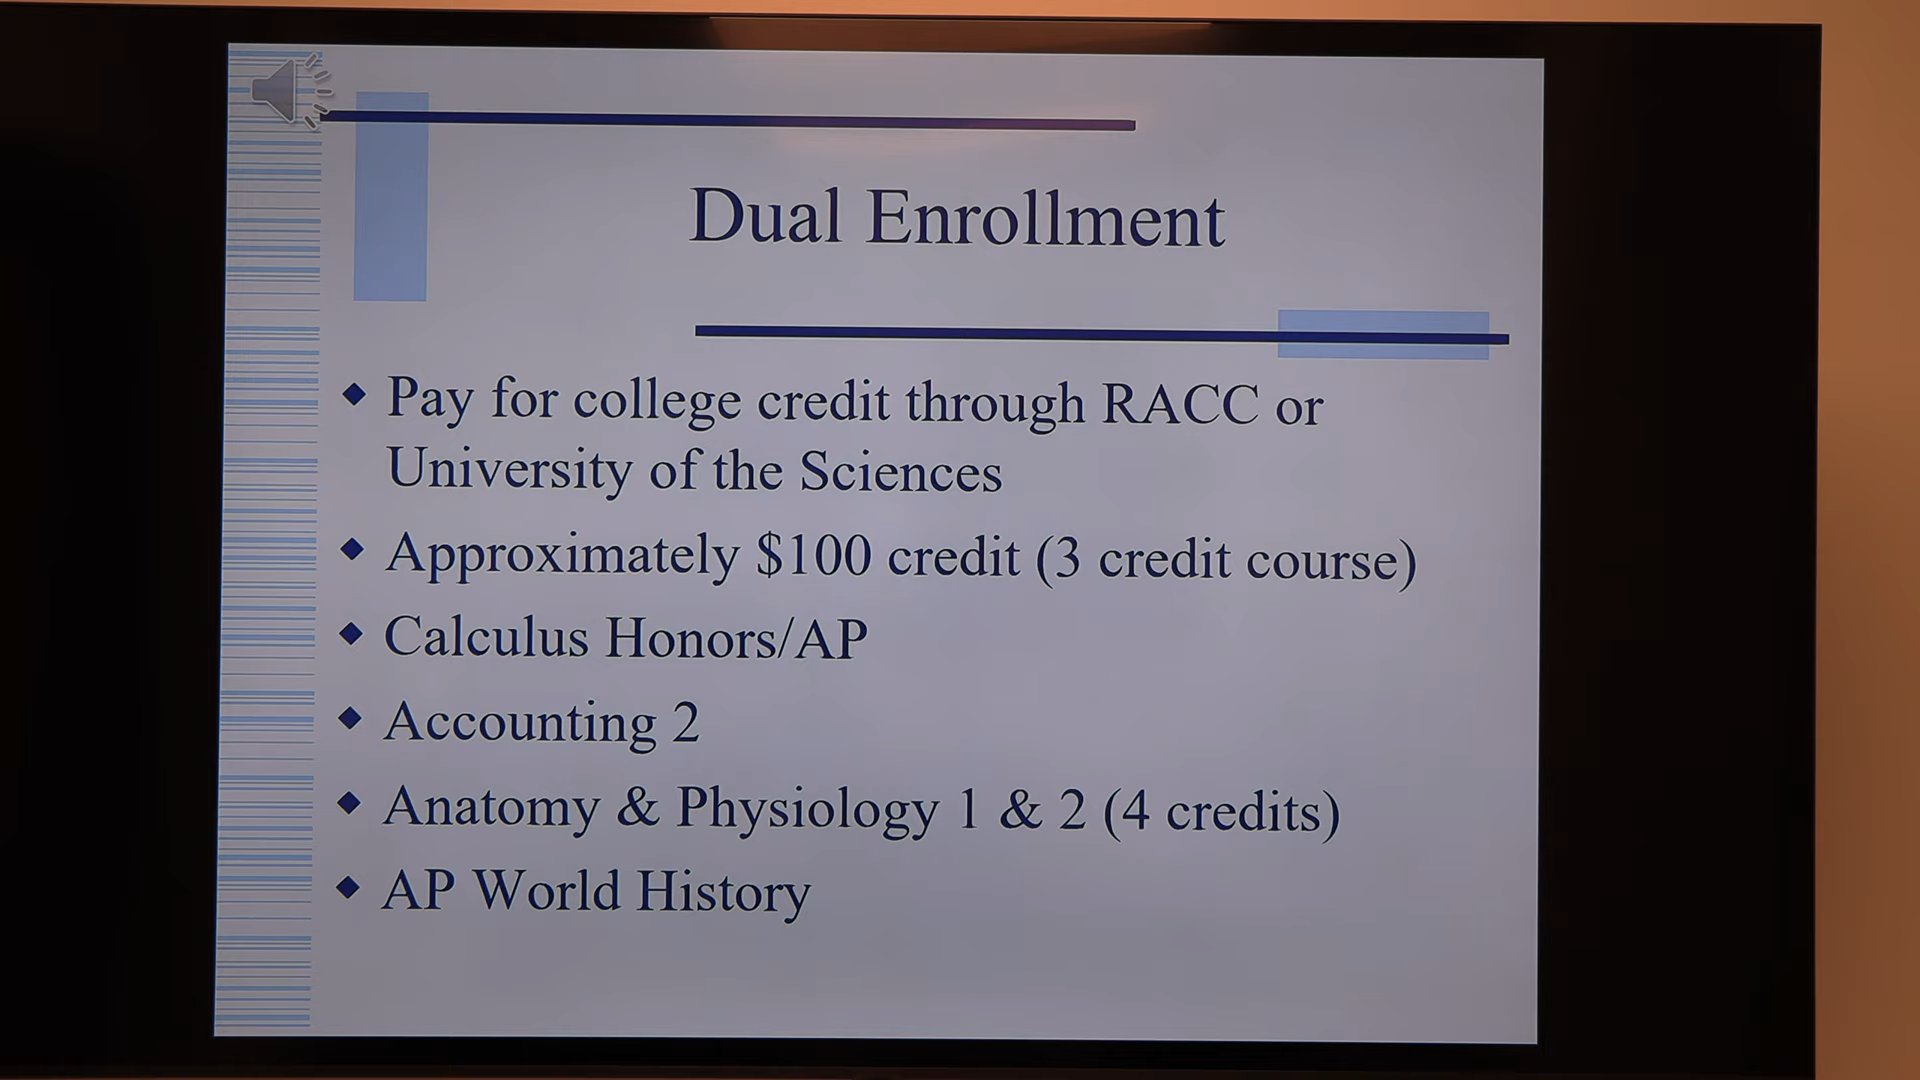 Dual Enrollment
Pay for college credit through RACC or
University of the Sciences
Approximately $100 credit (3 credit course)
Calculus Honors/AP
Accounting 2
Anatomy & Physiology 1 & 2 (4 credits)
AP World History